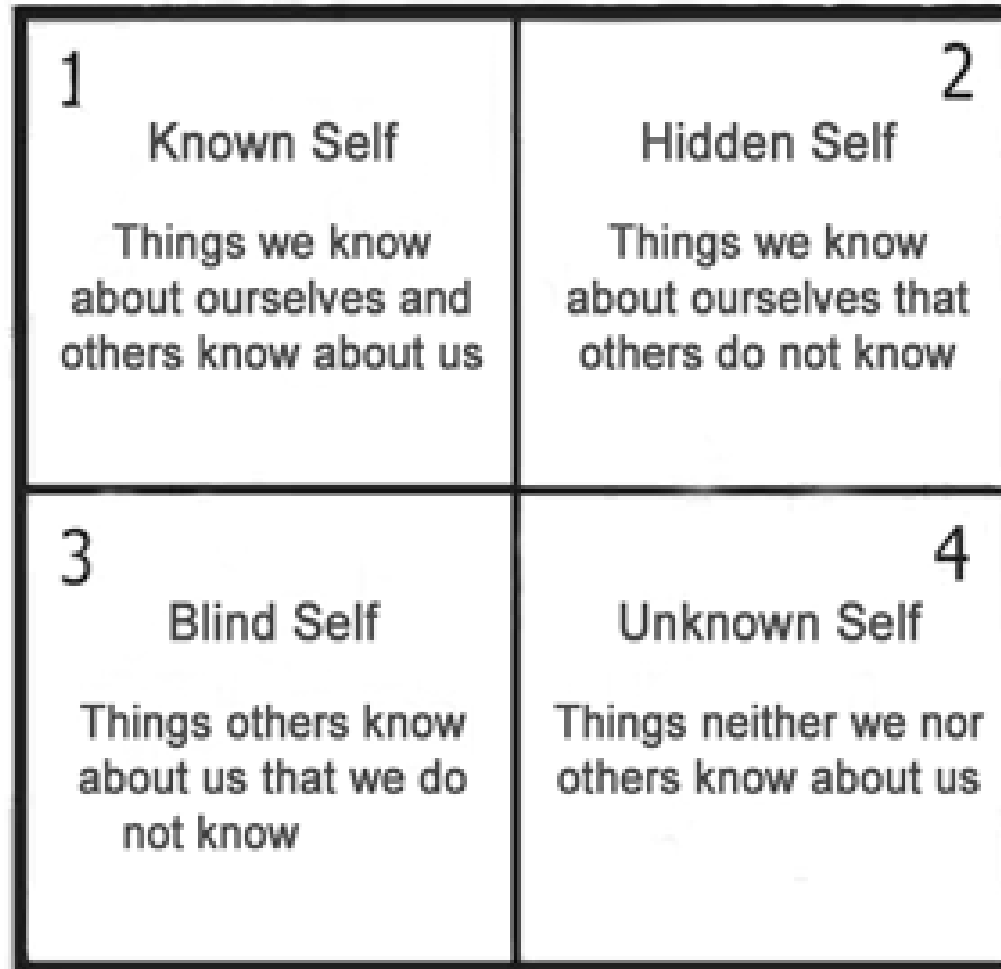 1
Known Self
Things we know
about ourselves and
others know about us
2
Hidden Self
Things we know
about ourselves that
others do not know
3
Blind Self
Things others know
about us that we do
not know
4
Unknown Self
Things neither we nor
others know about us